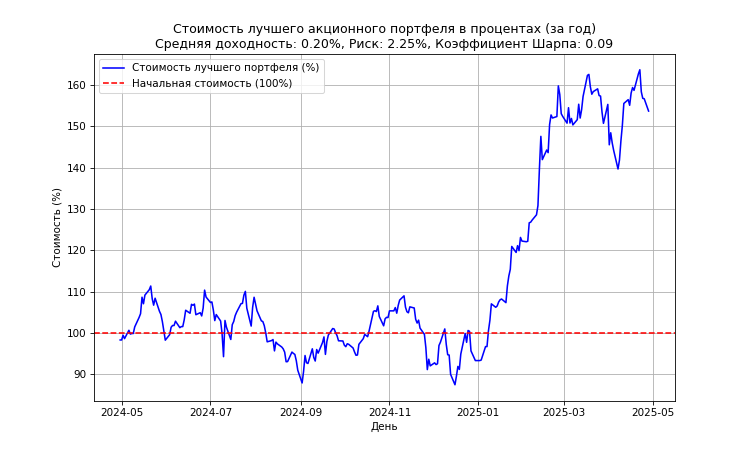 Стоимость лучшего акционного портфеля в процентах (за год)
Средняя доходность: 0.20%, Риск: 2.25%, Коэффициент Шарпа: 0.09
Стоимость лучшего портфеля (%)
Начальная стоимость (100%)
Стоимость (%)
160
150
140
130
120
110
100
90
2024-05
2024-07
2024-09
2024-11
2025-01
2025-03
2025-05
День